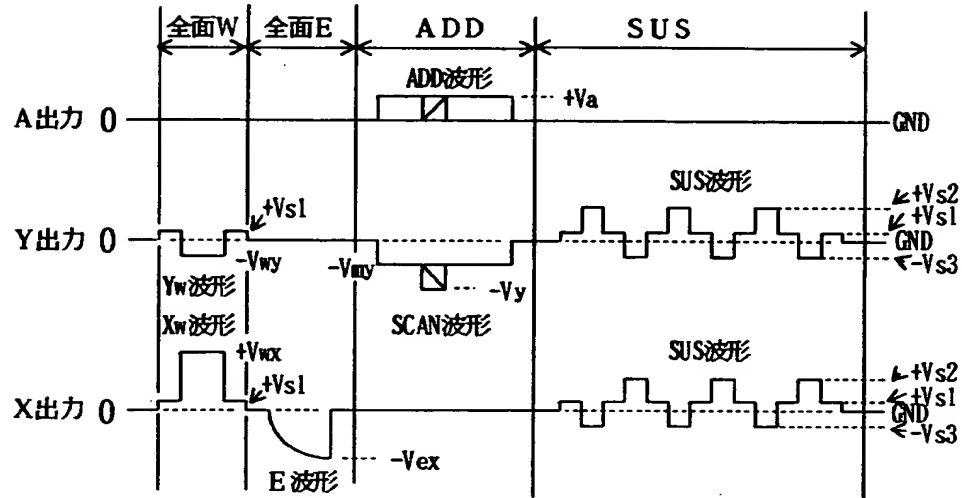 全面W 全面E ADD SUS
ADD波形
+Va
A出力 0 GND
SUS波形
+Vs2
+Vs1
+Vs1
Y出力 0 GND
-Vwy -Vmy -Vs3
-Vy
Yw波形
SCAN波形
Xw波形
SUS波形
+Vwx
+Vs2
+Vs1
+Vs1
X出力 0 GND
-Vs3
-Vex
E波形